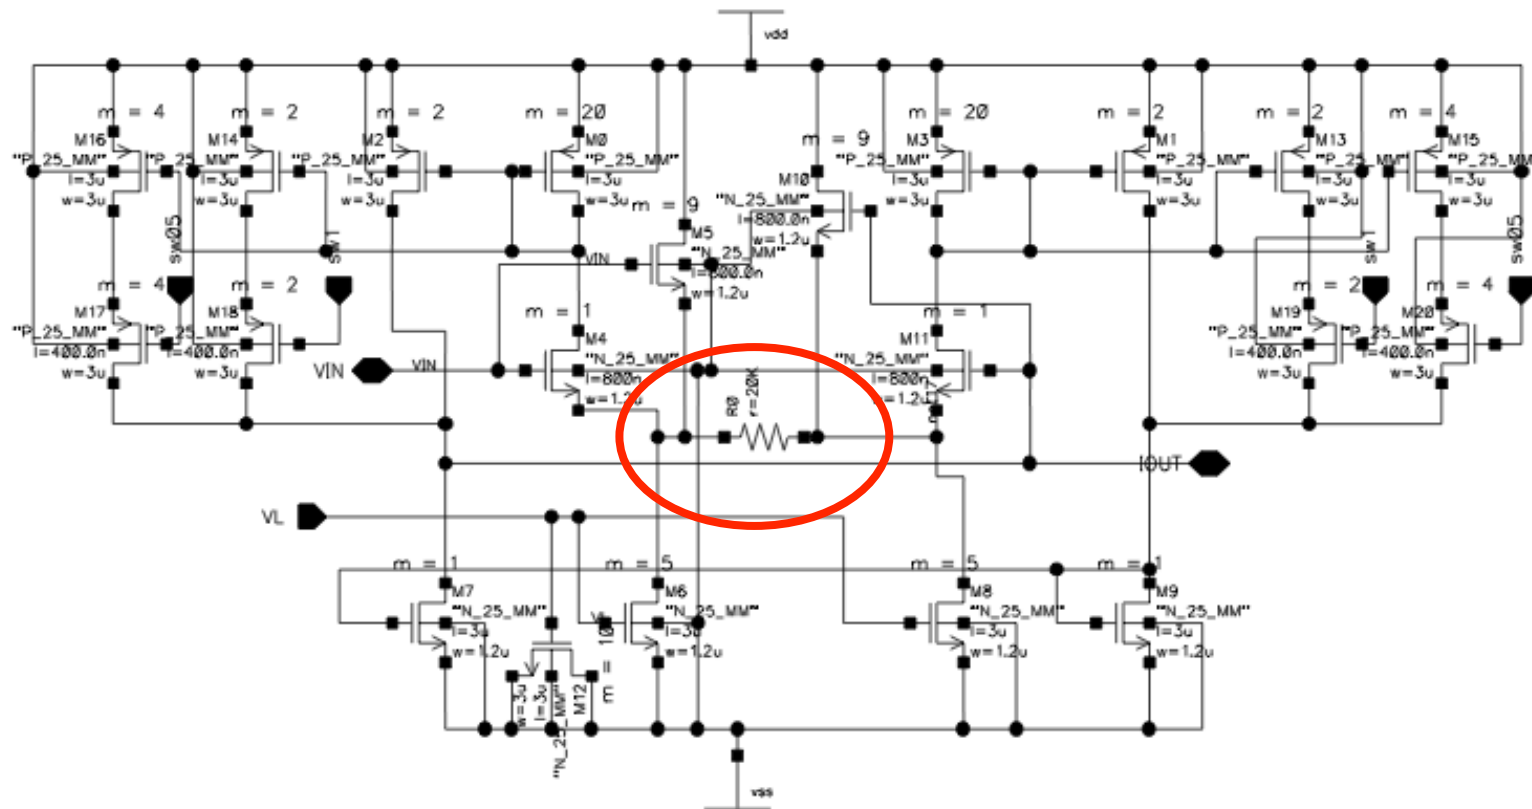 vdd
m = 4
m = 2
m = 2
m = 20
m = 20
m = 2
m = 2
m = 4
M16
M14
M2
M0
m = 9
M3
M1
M13
M15
"P_25_MM"
"P_25_MM"
"P_25_MM"
"P_25_MM"
"P_25_MM"
"P_25_MM"
"P_25_MM"
"P_25_MM"
l=3u
l=3u
l=3u
l=3u
l=3u
l=3u
l=3u
l=3u
w=3u
w=3u
w=3u
w=3u
w=3u
w=3u
w=3u
w=3u
M10
"N_25_MM"
l=800.0n
w=1.2u
m = 9
M5
"N_25_MM"
l=800.0n
w=1.2u
sw05
sw1
VIN
sw1
sw05
m = 4
m = 2
m = 1
m = 1
m = 2
m = 4
M17
M18
M4
M11
M19
M20
"P_25_MM"
"P_25_MM"
"N_25_MM"
"N_25_MM"
"P_25_MM"
"P_25_MM"
l=400.0n
l=400.0n
l=800n
l=800n
l=400.0n
l=400.0n
w=3u
w=3u
w=1.2u
w=1.2u
w=3u
w=3u
VIN
VIN
R0
r=20K
IOUT
VL
m = 1
m = 5
m = 5
m = 1
M7
M6
M8
M9
"N_25_MM"
"N_25_MM"
"N_25_MM"
"N_25_MM"
l=3u
l=3u
l=3u
l=3u
w=1.2u
w=1.2u
w=1.2u
w=1.2u
w=3u
l=3u
"N_25_MM"
M12
m = 10
vss